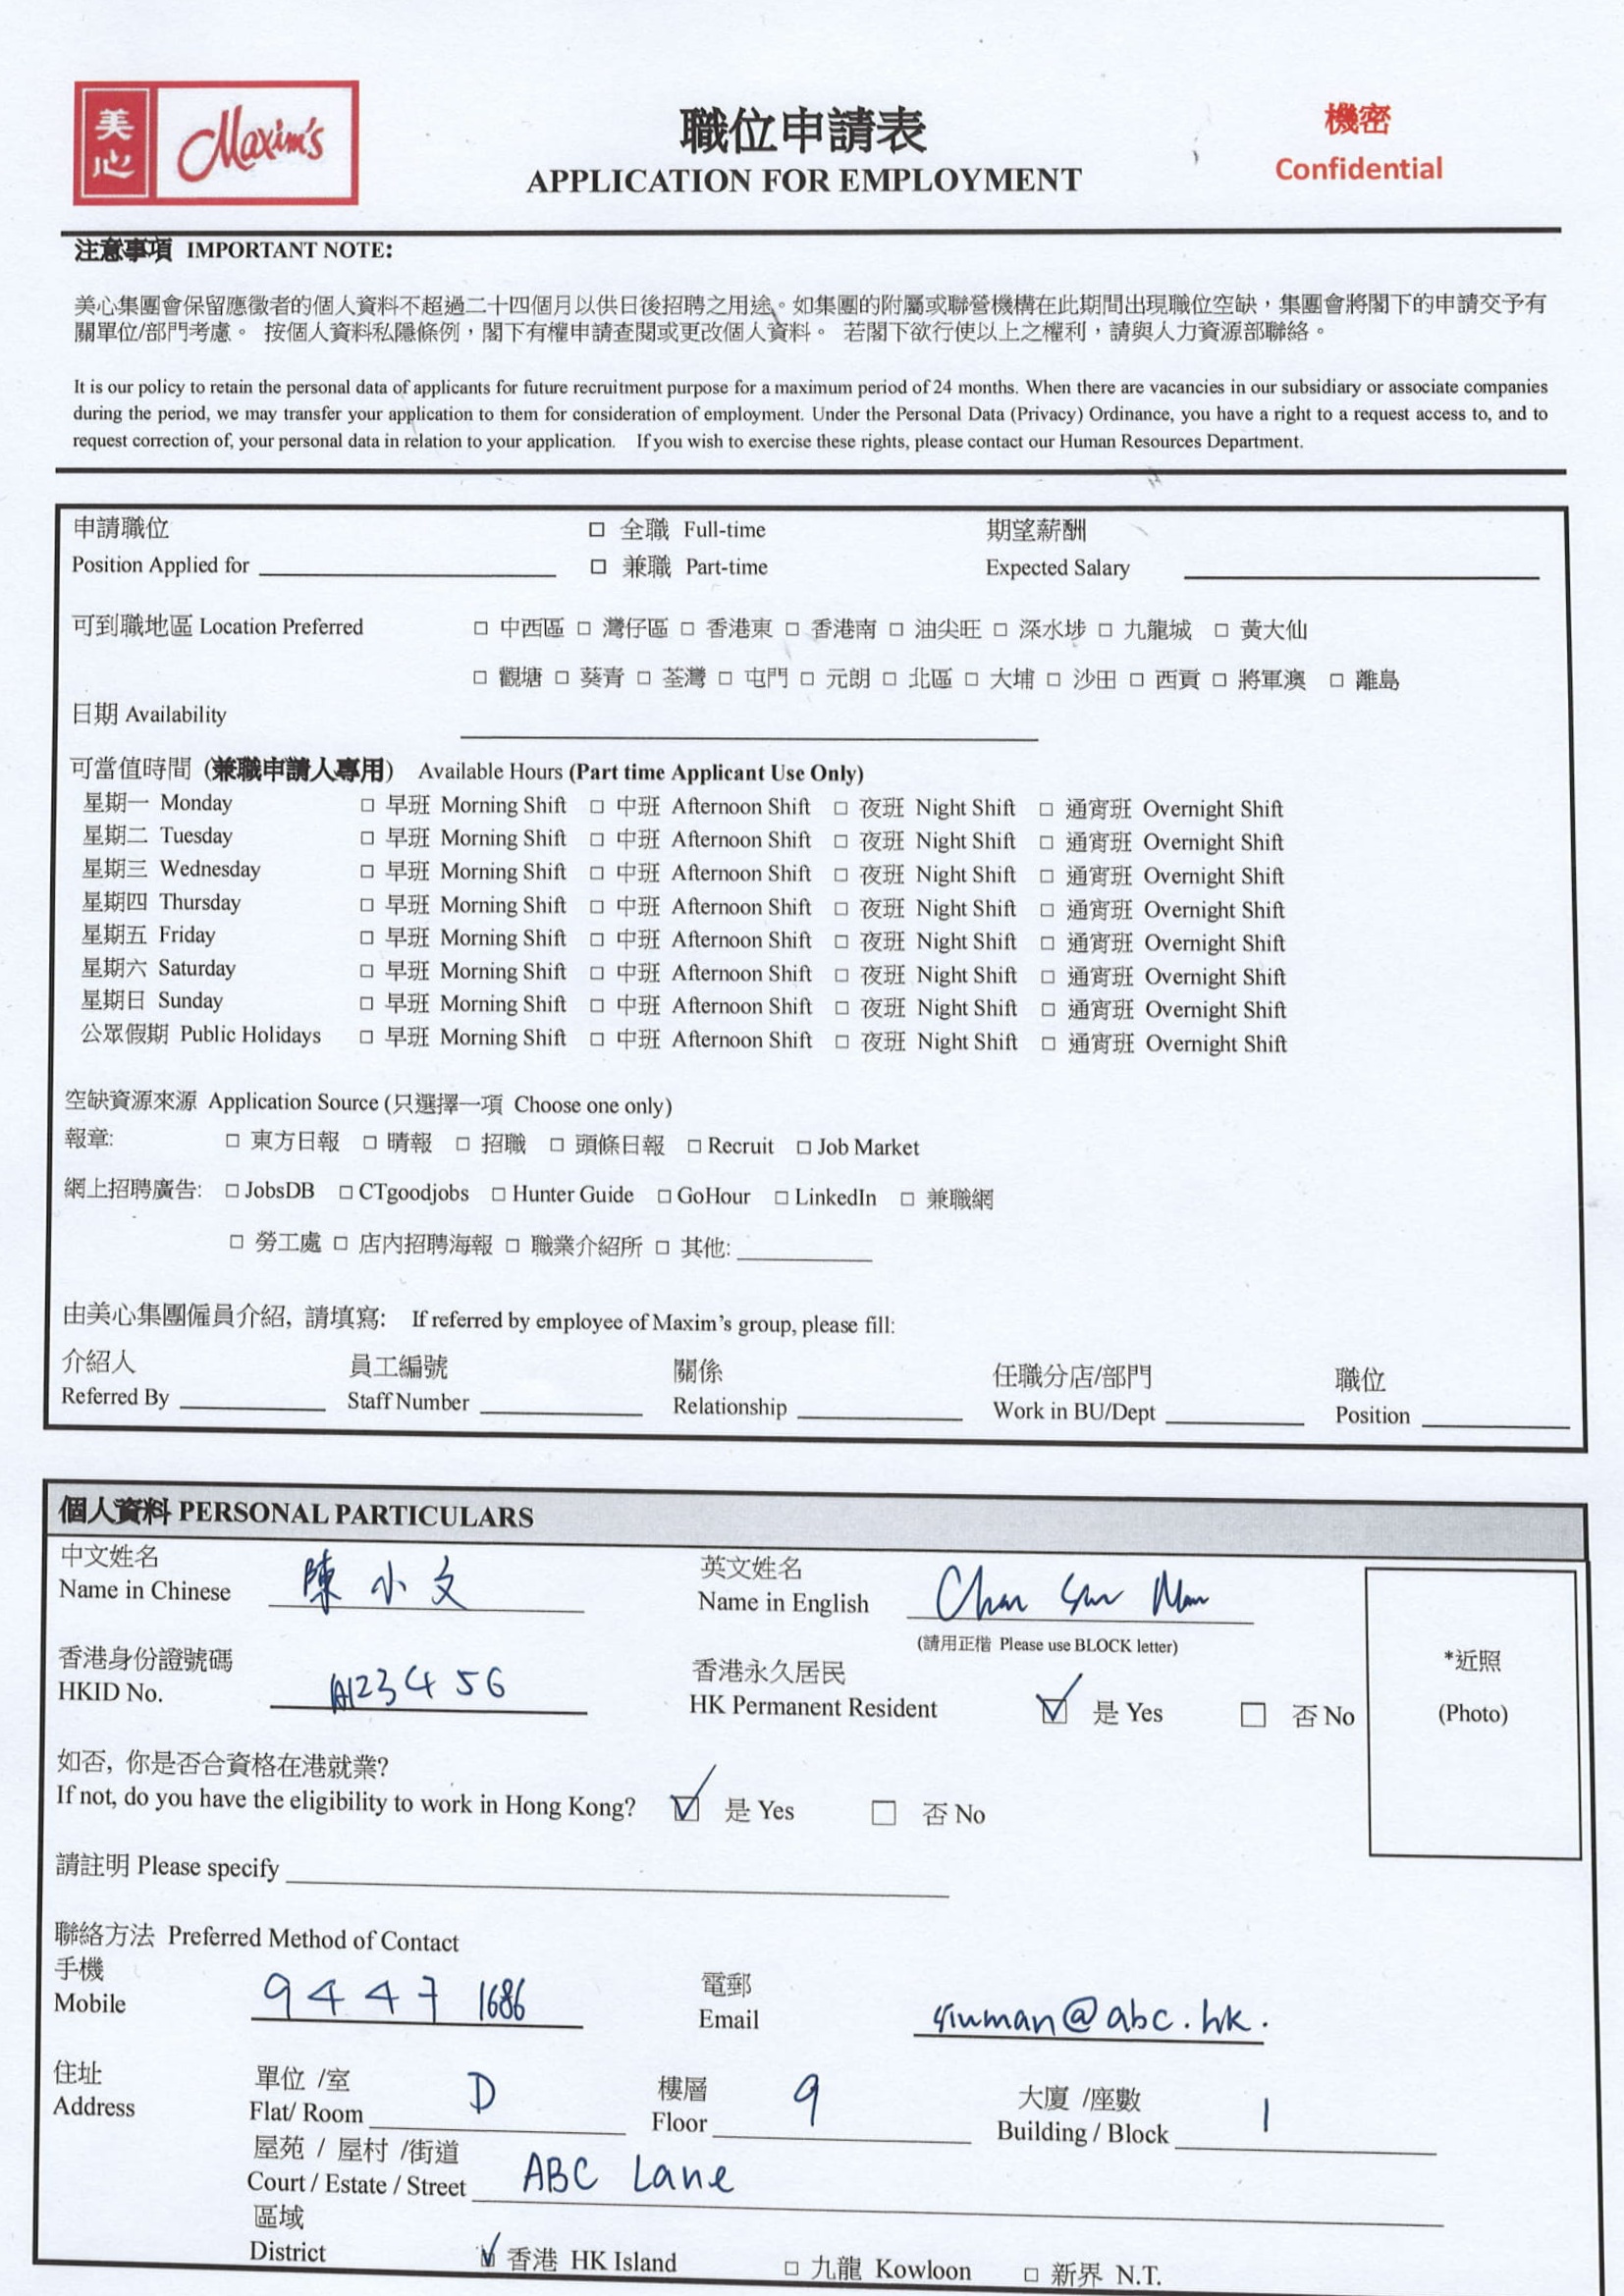 美心 Maxim's
職位申請表
APPLICATION FOR EMPLOYMENT
機密
Confidential
注意事項 IMPORTANT NOTE:
美心集團會保留應徵者的個人資料不超過二十四個月以供日後招聘之用途。如集團的附屬或聯營機構在此期間出現職位空缺，集團會將閣下的申請交予有
關單位/部門考慮。 按個人資料私隱條例，閣下有權申請查閱或更改個人資料。 若閣下欲行使以上之權利，請與人力資源部聯絡。
It is our policy to retain the personal data of applicants for future recruitment purpose for a maximum period of 24 months. When there are vacancies in our subsidiary or associate companies
during the period, we may transfer your application to them for consideration of employment. Under the Personal Data (Privacy) Ordinance, you have a right to a request access to, and to
request correction of, your personal data in relation to your application. If you wish to exercise these rights, please contact our Human Resources Department.
申請職位 □ 全職 Full-time 期望薪酬
Position Applied for □ 兼職 Part-time Expected Salary
可到職地區 Location Preferred □ 中西區 □ 灣仔區 □ 香港東 □ 香港南 □ 油尖旺 □ 深水埗 □ 九龍城 □ 黃大仙
□ 觀塘 □ 葵青 □ 荃灣 □ 屯門 □ 元朗 □ 北區 □ 大埔 □ 沙田 □ 西貢 □ 將軍澳 □ 離島
日期 Availability
可當值時間 (兼職申請人專用) Available Hours (Part time Applicant Use Only)
星期一 Monday □ 早班 Morning Shift □ 中班 Afternoon Shift □ 夜班 Night Shift □ 通宵班 Overnight Shift
星期二 Tuesday □ 早班 Morning Shift □ 中班 Afternoon Shift □ 夜班 Night Shift □ 通宵班 Overnight Shift
星期三 Wednesday □ 早班 Morning Shift □ 中班 Afternoon Shift □ 夜班 Night Shift □ 通宵班 Overnight Shift
星期四 Thursday □ 早班 Morning Shift □ 中班 Afternoon Shift □ 夜班 Night Shift □ 通宵班 Overnight Shift
星期五 Friday □ 早班 Morning Shift □ 中班 Afternoon Shift □ 夜班 Night Shift □ 通宵班 Overnight Shift
星期六 Saturday □ 早班 Morning Shift □ 中班 Afternoon Shift □ 夜班 Night Shift □ 通宵班 Overnight Shift
星期日 Sunday □ 早班 Morning Shift □ 中班 Afternoon Shift □ 夜班 Night Shift □ 通宵班 Overnight Shift
公眾假期 Public Holidays □ 早班 Morning Shift □ 中班 Afternoon Shift □ 夜班 Night Shift □ 通宵班 Overnight Shift
空缺資源來源 Application Source (只選擇一項 Choose one only)
報章: □ 東方日報 □ 晴報 □ 招職 □ 頭條日報 □ Recruit □ Job Market
網上招聘廣告: □ JobsDB □ CTgoodjobs □ Hunter Guide □ GoHour □ LinkedIn □ 兼職網
□ 勞工處 □ 店內招聘海報 □ 職業介紹所 □ 其他:
由美心集團僱員介紹, 請填寫: If referred by employee of Maxim's group, please fill:
介紹人 員工編號 關係 任職分店/部門 職位
Referred By Staff Number Relationship Work in BU/Dept Position
個人資料 PERSONAL PARTICULARS
中文姓名 英文姓名
Name in Chinese 陳小文 Name in English Chan Siu Man
(請用正楷 Please use BLOCK letter)
香港身份證號碼 香港永久居民
HKID No. A123456 HK Permanent Resident ☑ 是 Yes □ 否 No
*近照
(Photo)
如否, 你是否合資格在港就業?
If not, do you have the eligibility to work in Hong Kong? ☑ 是 Yes □ 否 No
請註明 Please specify
聯絡方法 Preferred Method of Contact
手機 電郵
Mobile 9447 1686 Email siuman@abc.hk.
住址 單位 /室 樓層 大廈 /座數
Address Flat/ Room D Floor 9 Building / Block 1
屋苑 / 屋村 /街道
Court / Estate / Street ABC Lane
區域
District ☑ 香港 HK Island □ 九龍 Kowloon □ 新界 N.T.